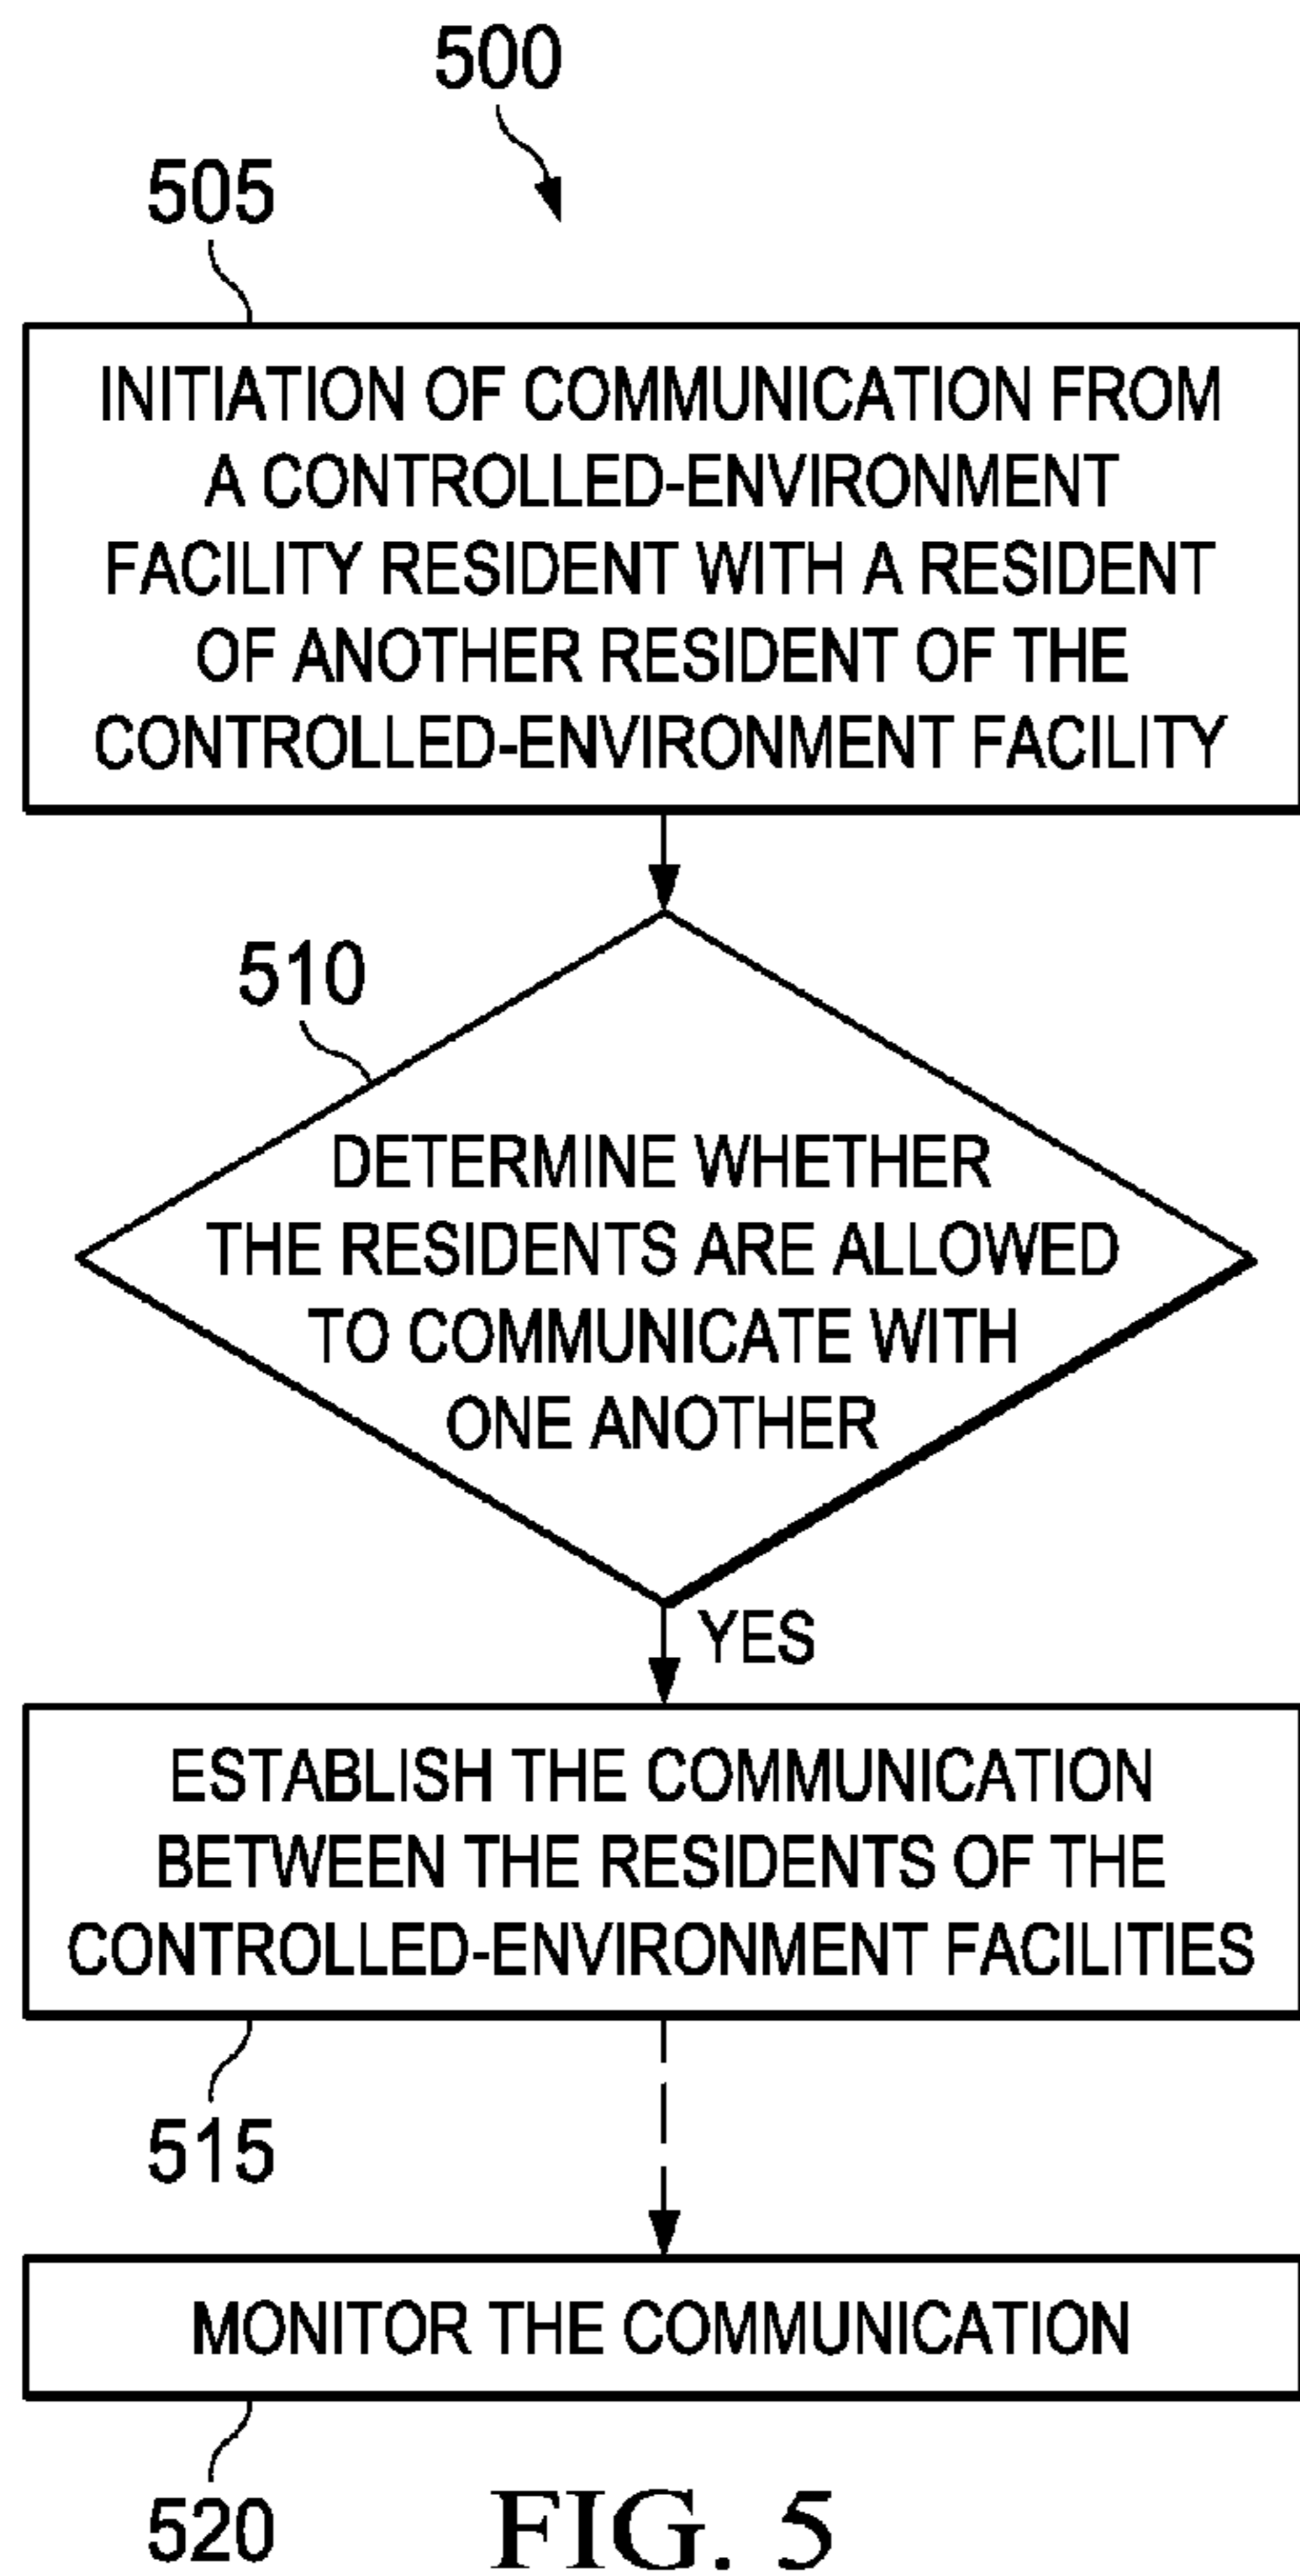 500
505
INITIATION OF COMMUNICATION FROM
A CONTROLLED-ENVIRONMENT
FACILITY RESIDENT WITH A RESIDENT
OF ANOTHER RESIDENT OF THE
CONTROLLED-ENVIRONMENT FACILITY
510
DETERMINE WHETHER
THE RESIDENTS ARE ALLOWED
TO COMMUNICATE WITH
ONE ANOTHER
YES
ESTABLISH THE COMMUNICATION
BETWEEN THE RESIDENTS OF THE
CONTROLLED-ENVIRONMENT FACILITIES
515
MONITOR THE COMMUNICATION
520
FIG. 5